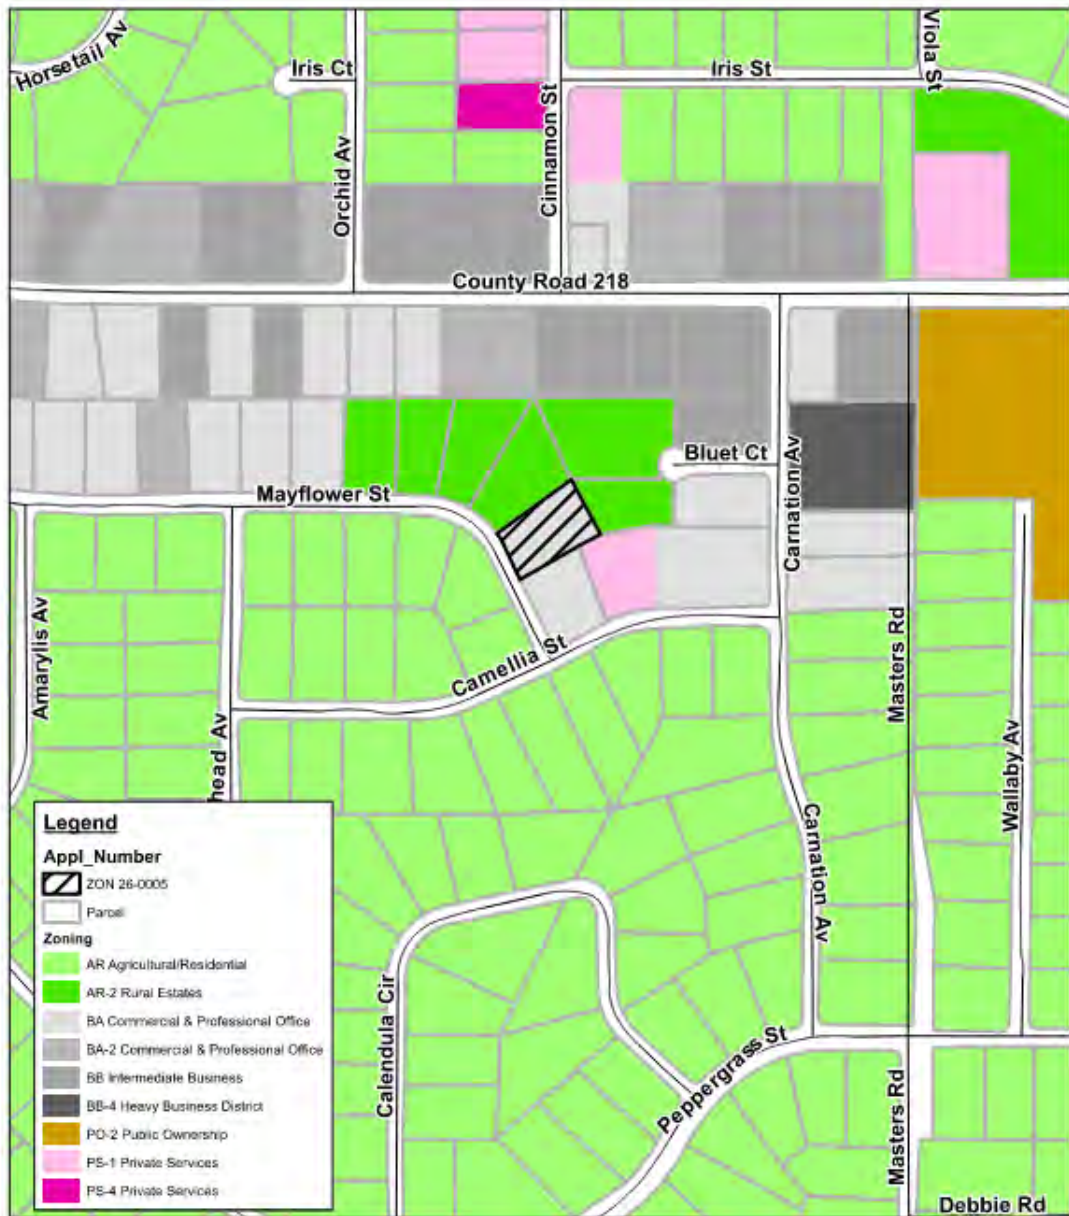 Horsetail Av
Iris Ct
Orchid Av
Cinnamon St
Iris St
Viola St
County Road 218
Mayflower St
Bluet Ct
Carnation Av
Amarylis Av
head Av
Camellia St
Masters Rd
Wallaby Av
Carnation Av
Calendula Cir
Peppergrass St
Masters Rd
Debbie Rd
Legend
Appl_Number
ZON 26-0005
Parcel
Zoning
AR Agricultural/Residential
AR-2 Rural Estates
BA Commercial & Professional Office
BA-2 Commercial & Professional Office
BB Intermediate Business
BB-4 Heavy Business District
PO-2 Public Ownership
PS-1 Private Services
PS-4 Private Services